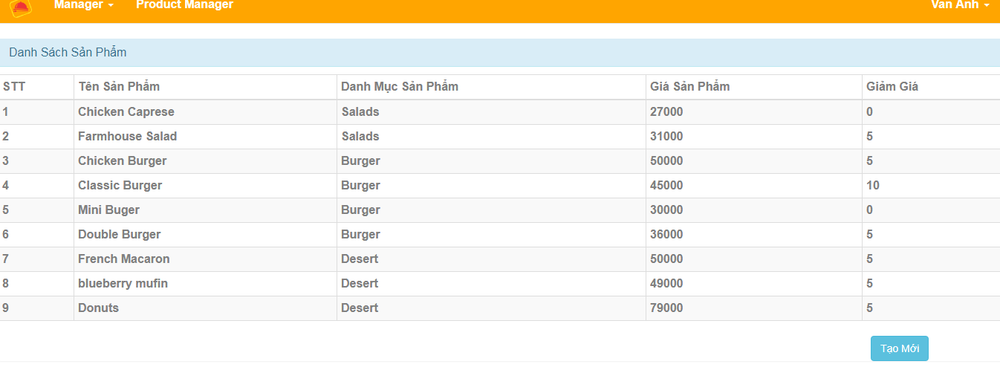 Manager Product Manager Van Anh
Danh Sách Sản Phẩm
STT Tên Sản Phẩm Danh Mục Sản Phẩm Giá Sản Phẩm Giảm Giá
1 Chicken Caprese Salads 27000 0
2 Farmhouse Salad Salads 31000 5
3 Chicken Burger Burger 50000 5
4 Classic Burger Burger 45000 10
5 Mini Buger Burger 30000 0
6 Double Burger Burger 36000 5
7 French Macaron Desert 50000 5
8 blueberry mufin Desert 49000 5
9 Donuts Desert 79000 5
Tạo Mới